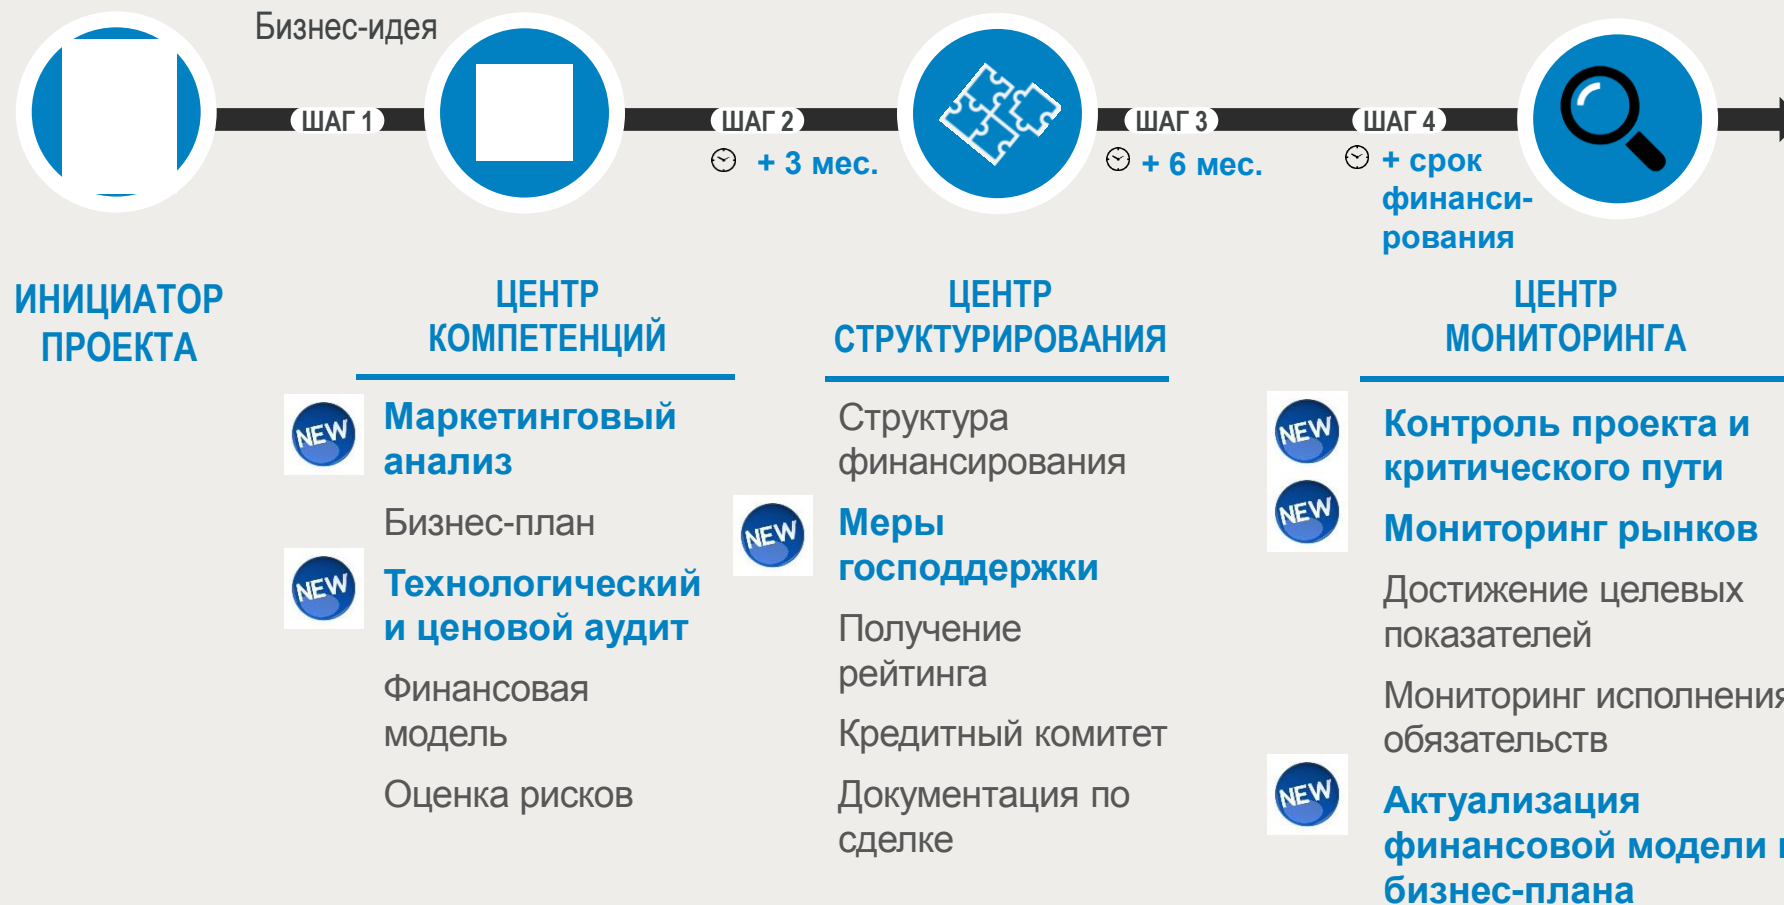 Бизнес-идея
ШАГ 1
ШАГ 2
ШАГ 3
ШАГ 4
+ 3 мес.
+ 6 мес.
+ срок
финанси-
рования
ИНИЦИАТОР
ПРОЕКТА
ЦЕНТР
КОМПЕТЕНЦИЙ
NEW
Маркетинговый
анализ
Бизнес-план
NEW
Технологический
и ценовой аудит
Финансовая
модель
Оценка рисков
ЦЕНТР
СТРУКТУРИРОВАНИЯ
Структура
финансирования
NEW
Меры
господдержки
Получение
рейтинга
Кредитный комитет
Документация по
сделке
ЦЕНТР
МОНИТОРИНГА
NEW
Контроль проекта и
критического пути
NEW
Мониторинг рынков
Достижение целевых
показателей
Мониторинг исполнения
обязательств
NEW
Актуализация
финансовой модели
бизнес-плана